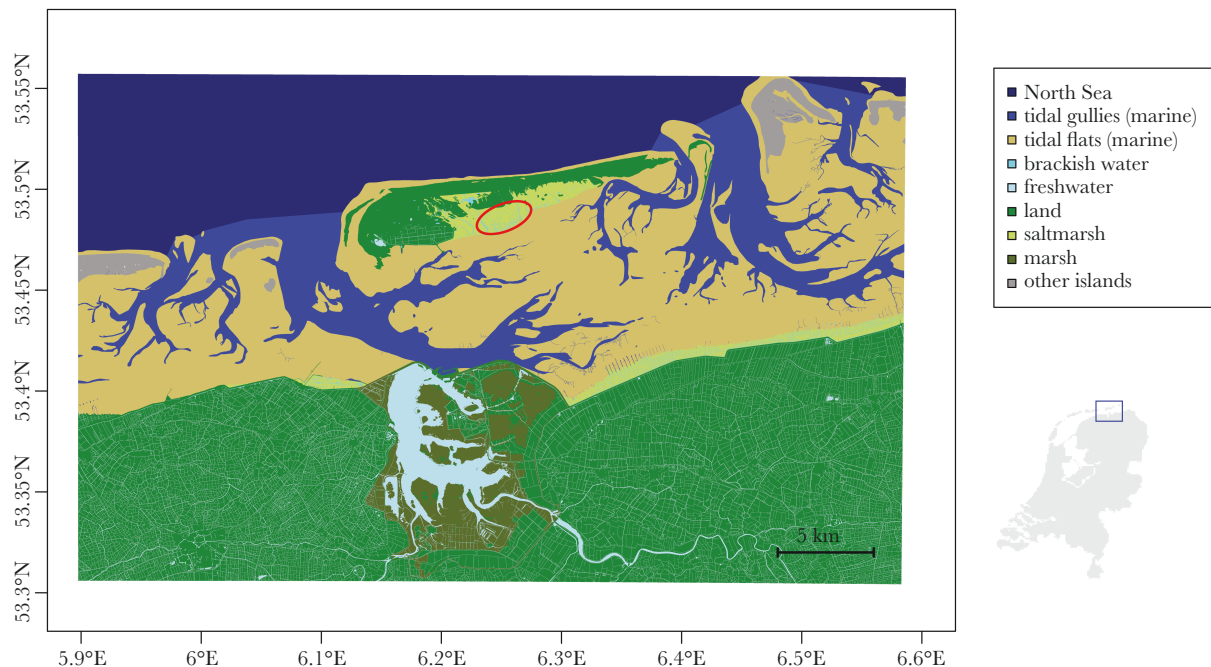 53.55°N
53.5°N
53.45°N
53.4°N
53.35°N
53.3°N
5.9°E
6°E
6.1°E
6.2°E
6.3°E
6.4°E
6.5°E
6.6°E
5 km
North Sea
tidal gullies (marine)
tidal flats (marine)
brackish water
freshwater
land
saltmarsh
marsh
other islands